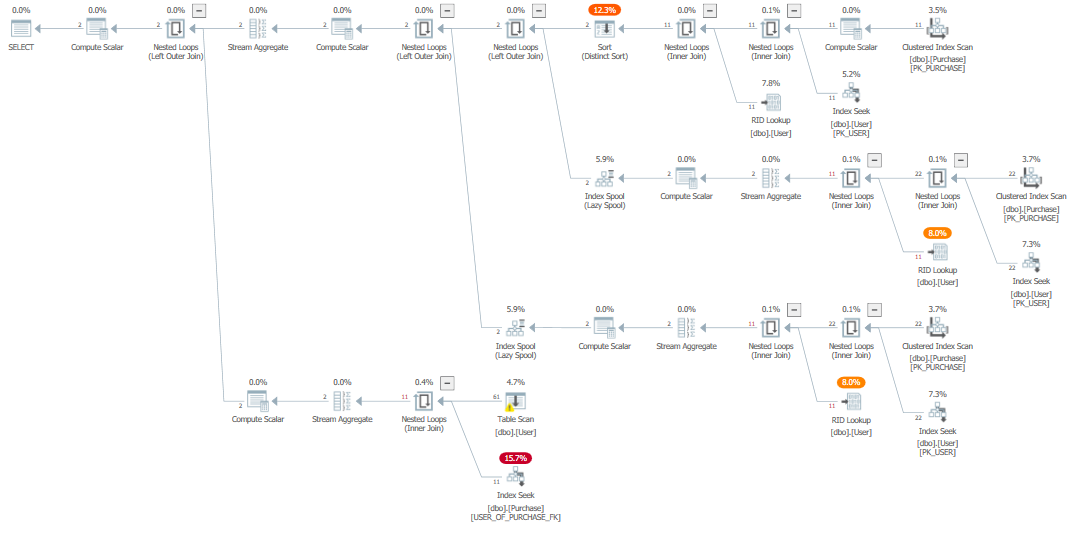 0.0%
0.0%
0.0%
0.0%
0.0%
0.0%
0.0%
12.3%
0.0%
0.1%
0.0%
3.5%
2
2
2
2
2
2
2
11
11
11
11
SELECT
Compute Scalar
Nested Loops
(Left Outer Join)
Stream Aggregate
Compute Scalar
Nested Loops
(Left Outer Join)
Nested Loops
(Left Outer Join)
Sort
(Distinct Sort)
Nested Loops
(Inner Join)
Nested Loops
(Inner Join)
Compute Scalar
Clustered Index Scan
[dbo].[Purchase]
[PK_PURCHASE]
7.8%
11
RID Lookup
[dbo].[User]
5.2%
11
Index Seek
[dbo].[User]
[PK_USER]
5.9%
0.0%
0.0%
0.1%
0.1%
3.7%
2
2
2
11
22
22
Index Spool
(Lazy Spool)
Compute Scalar
Stream Aggregate
Nested Loops
(Inner Join)
Nested Loops
(Inner Join)
Clustered Index Scan
[dbo].[Purchase]
[PK_PURCHASE]
8.0%
11
RID Lookup
[dbo].[User]
7.3%
22
Index Seek
[dbo].[User]
[PK_USER]
5.9%
0.0%
0.0%
0.1%
0.1%
3.7%
2
2
2
11
22
22
Index Spool
(Lazy Spool)
Compute Scalar
Stream Aggregate
Nested Loops
(Inner Join)
Nested Loops
(Inner Join)
Clustered Index Scan
[dbo].[Purchase]
[PK_PURCHASE]
8.0%
11
RID Lookup
[dbo].[User]
7.3%
22
Index Seek
[dbo].[User]
[PK_USER]
0.0%
0.0%
0.4%
4.7%
2
2
11
61
Compute Scalar
Stream Aggregate
Nested Loops
(Inner Join)
Table Scan
[dbo].[User]
15.7%
11
Index Seek
[dbo].[Purchase]
[USER_OF_PURCHASE_FK]